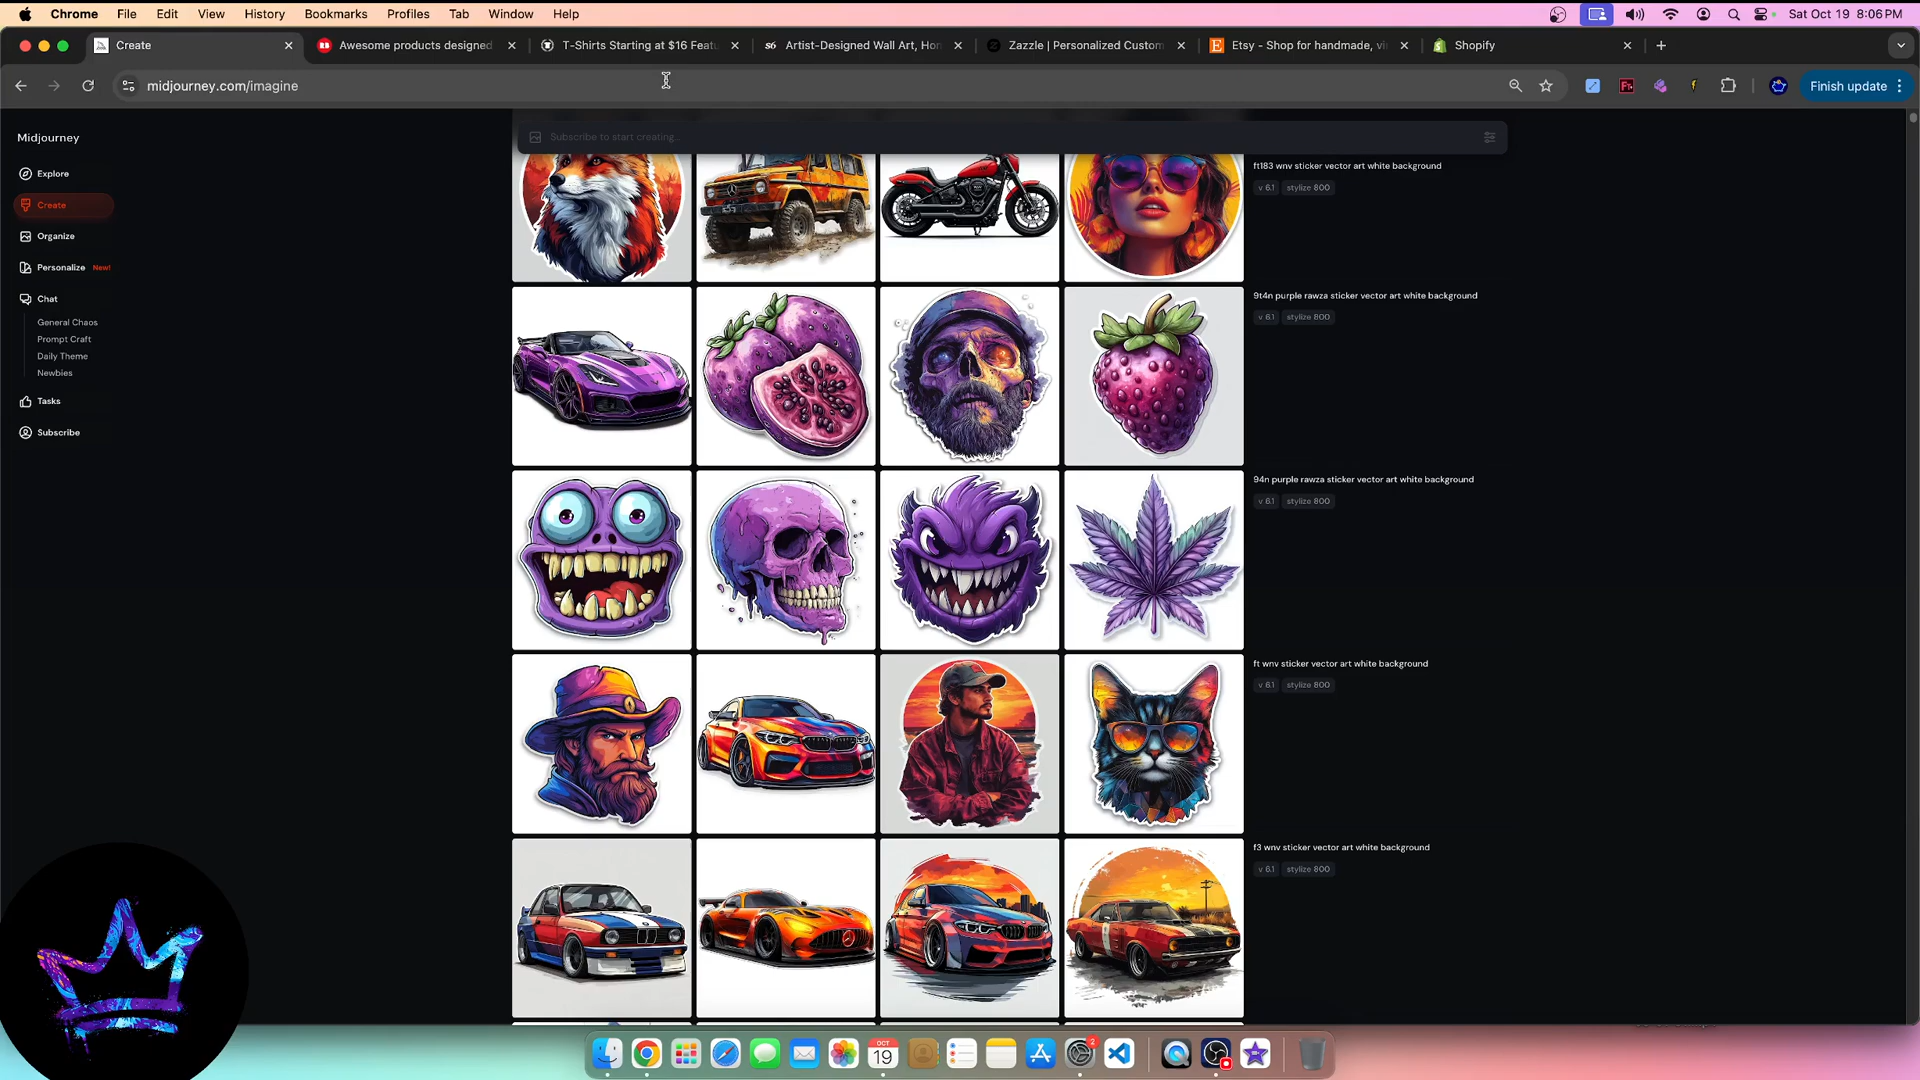 Chrome File Edit View History Bookmarks Profiles Tab Window Help Sat Oct 19 8:06 PM
Create Awesome products designed T-Shirts Starting at $16 Featu Artist-Designed Wall Art, Hon Zazzle | Personalized Custom Etsy - Shop for handmade, vi Shopify
midjourney.com/imagine Finish update
Midjourney
Subscribe to start creating...
Explore
Create
Organize
Personalize New!
Chat
General Chaos
Prompt Craft
Daily Theme
Newbies
Tasks
Subscribe
ft183 wnv sticker vector art white background
v 6.1 stylize 800
9t4n purple rawza sticker vector art white background
v 6.1 stylize 800
94n purple rawza sticker vector art white background
v 6.1 stylize 800
ft wnv sticker vector art white background
v 6.1 stylize 800
f3 wnv sticker vector art white background
v 6.1 stylize 800
OCT
19
2